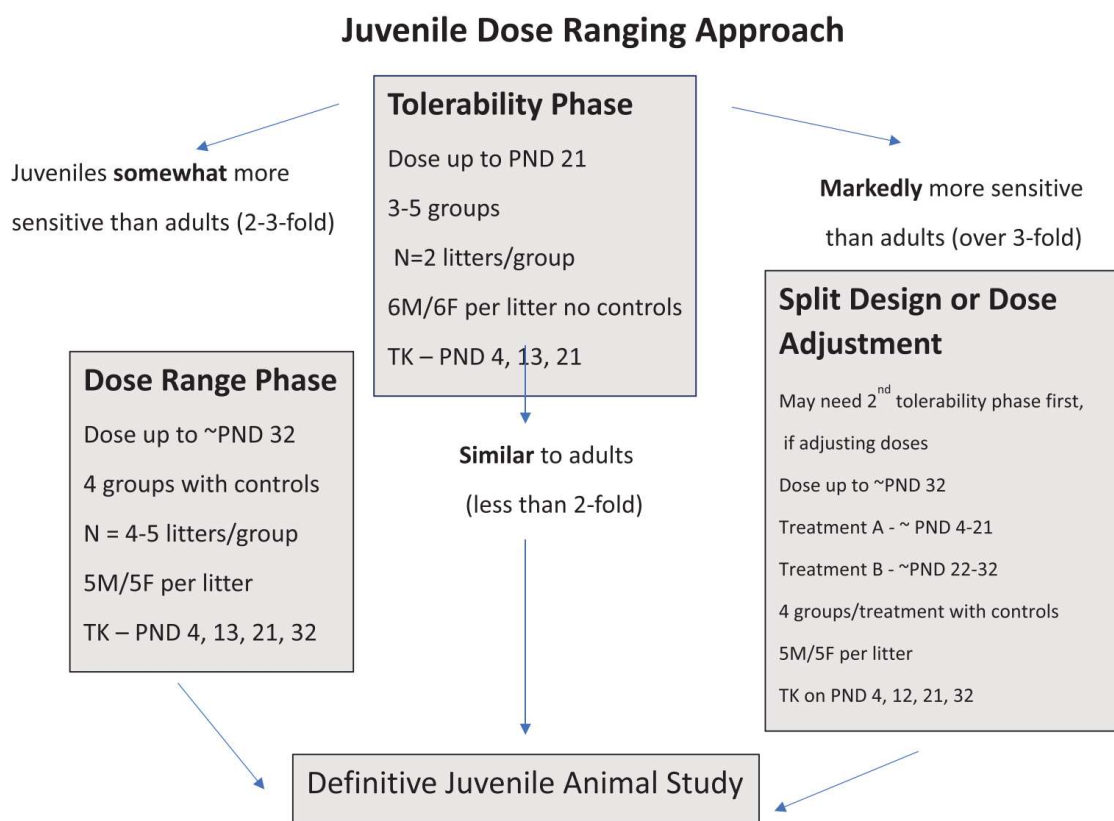 Juvenile Dose Ranging Approach
Tolerability Phase
Dose up to PND 21
3-5 groups
N=2 litters/group
6M/6F per litter no controls
TK – PND 4, 13, 21
Juveniles somewhat more
sensitive than adults (2-3-fold)
Markedly more sensitive
than adults (over 3-fold)
Dose Range Phase
Dose up to ~PND 32
4 groups with controls
N = 4-5 litters/group
5M/5F per litter
TK – PND 4, 13, 21, 32
Similar to adults
(less than 2-fold)
Split Design or Dose
Adjustment
May need 2nd tolerability phase first,
if adjusting doses
Dose up to ~PND 32
Treatment A - ~ PND 4-21
Treatment B - ~PND 22-32
4 groups/treatment with controls
5M/5F per litter
TK on PND 4, 12, 21, 32
Definitive Juvenile Animal Study